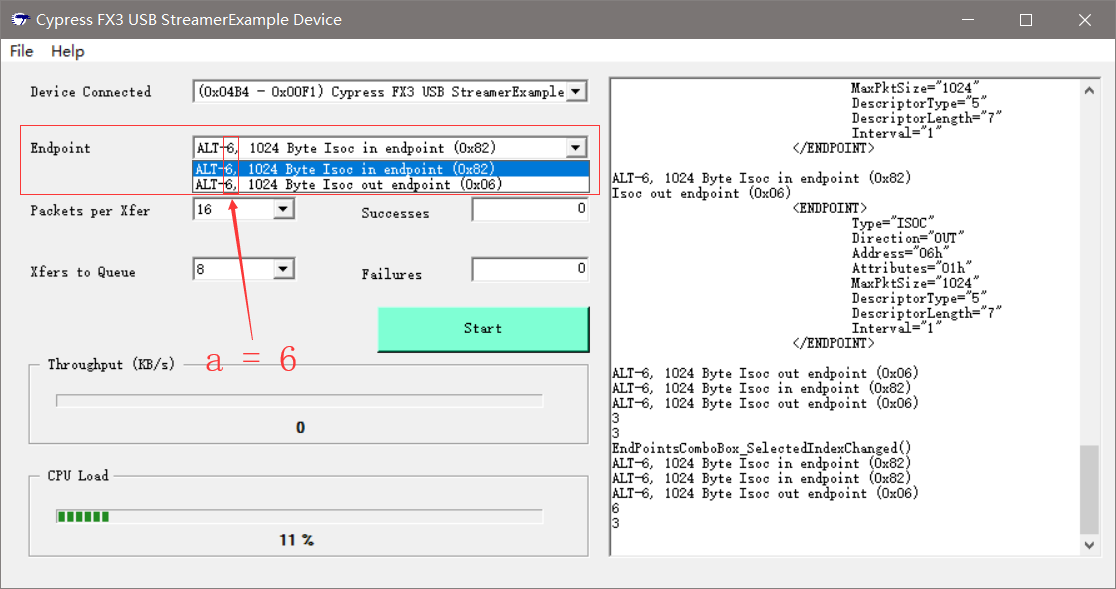 Cypress FX3 USB StreamerExample Device
File Help
Device Connected
(0x04B4 - 0x00F1) Cypress FX3 USB StreamerExample
Endpoint
ALT-6, 1024 Byte Isoc in endpoint (0x82)
ALT-6, 1024 Byte Isoc in endpoint (0x82)
ALT-6, 1024 Byte Isoc out endpoint (0x06)
Packets per Xfer
16
Successes
0
Xfers to Queue
8
Failures
0
Start
a = 6
Throughput (KB/s)
0
CPU Load
11 %
MaxPktSize="1024"
DescriptorType="5"
DescriptorLength="7"
Interval="1"
</ENDPOINT>
ALT-6, 1024 Byte Isoc in endpoint (0x82)
Isoc out endpoint (0x06)
<ENDPOINT>
Type="ISOC"
Direction="OUT"
Address="06h"
Attributes="01h"
MaxPktSize="1024"
DescriptorType="5"
DescriptorLength="7"
Interval="1"
</ENDPOINT>
ALT-6, 1024 Byte Isoc out endpoint (0x06)
ALT-6, 1024 Byte Isoc in endpoint (0x82)
ALT-6, 1024 Byte Isoc out endpoint (0x06)
3
3
EndPointsComboBox_SelectedIndexChanged()
ALT-6, 1024 Byte Isoc in endpoint (0x82)
ALT-6, 1024 Byte Isoc in endpoint (0x82)
ALT-6, 1024 Byte Isoc out endpoint (0x06)
6
3